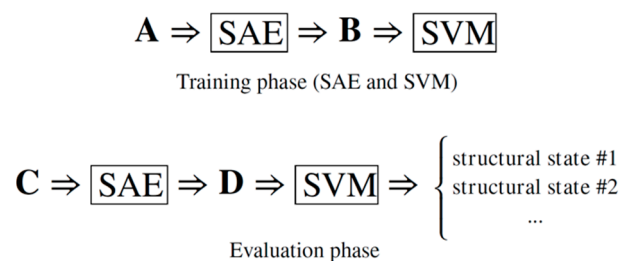 A ⇒ SAE ⇒ B ⇒ SVM
Training phase (SAE and SVM)
structural state #1
C ⇒ SAE ⇒ D ⇒ SVM ⇒ { structural state #2
...
Evaluation phase